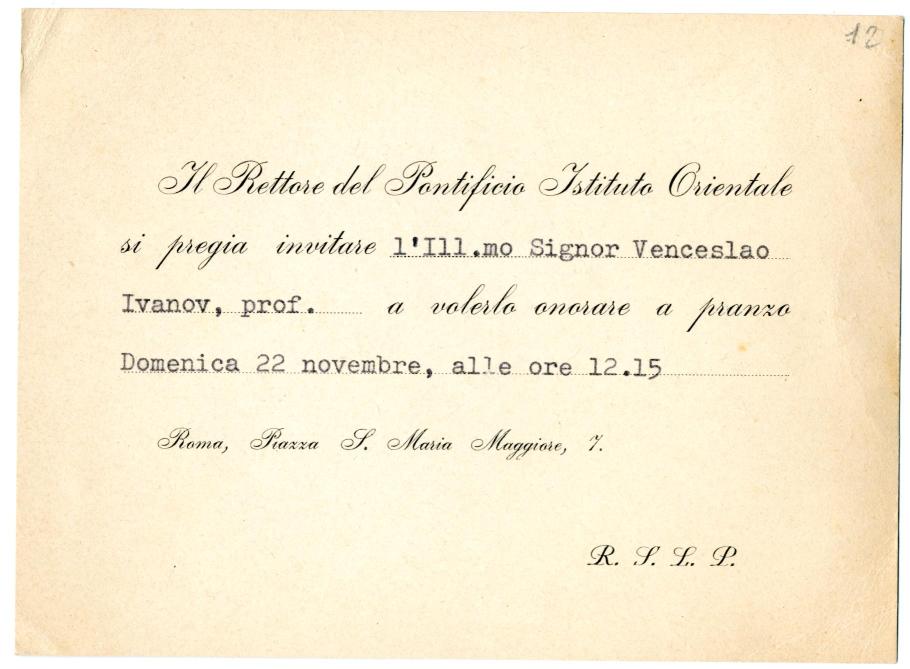 12
Il Rettore del Pontificio Istituto Orientale
si pregia invitare l'Ill.mo Signor Venceslao
Ivanov, prof. a volerlo onorare a pranzo
Domenica 22 novembre, alle ore 12.15
Roma, Piazza S. Maria Maggiore, 7.
R. S. L. P.